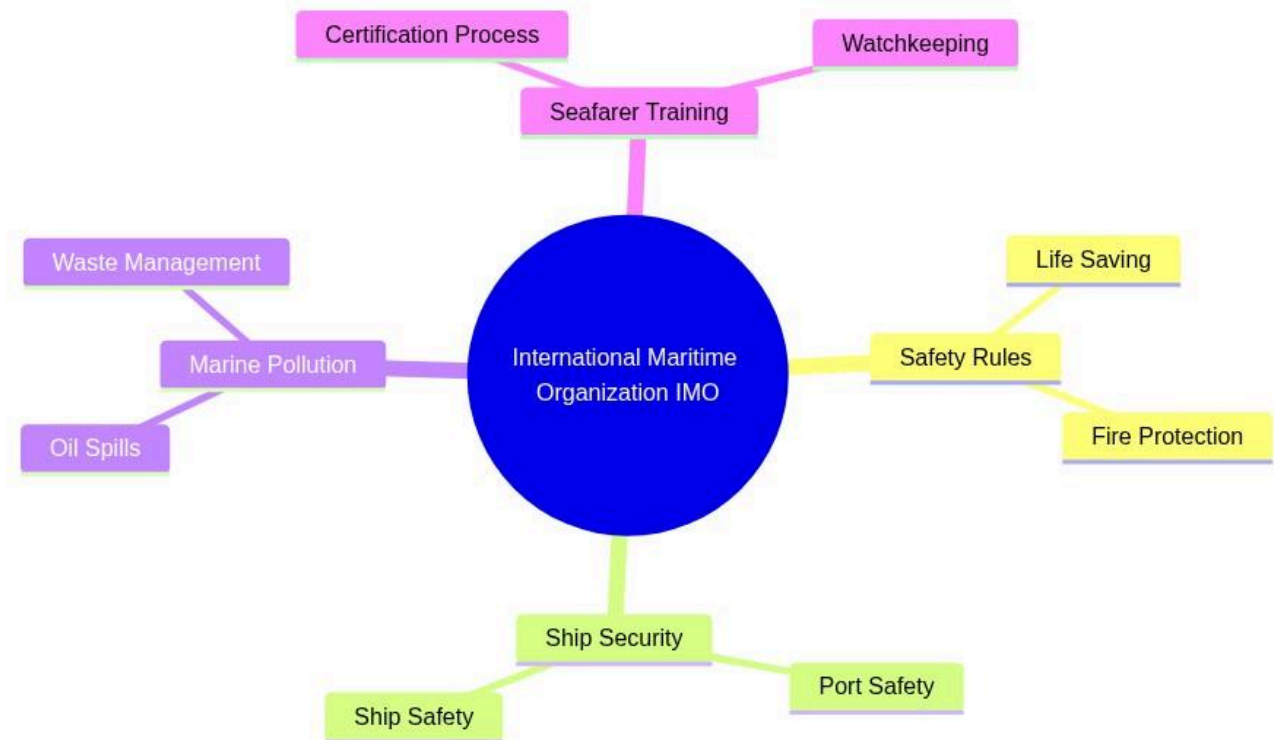 Certification Process
Watchkeeping
Seafarer Training
Waste Management
Life Saving
Marine Pollution
International Maritime
Organization IMO
Safety Rules
Oil Spills
Fire Protection
Ship Security
Port Safety
Ship Safety